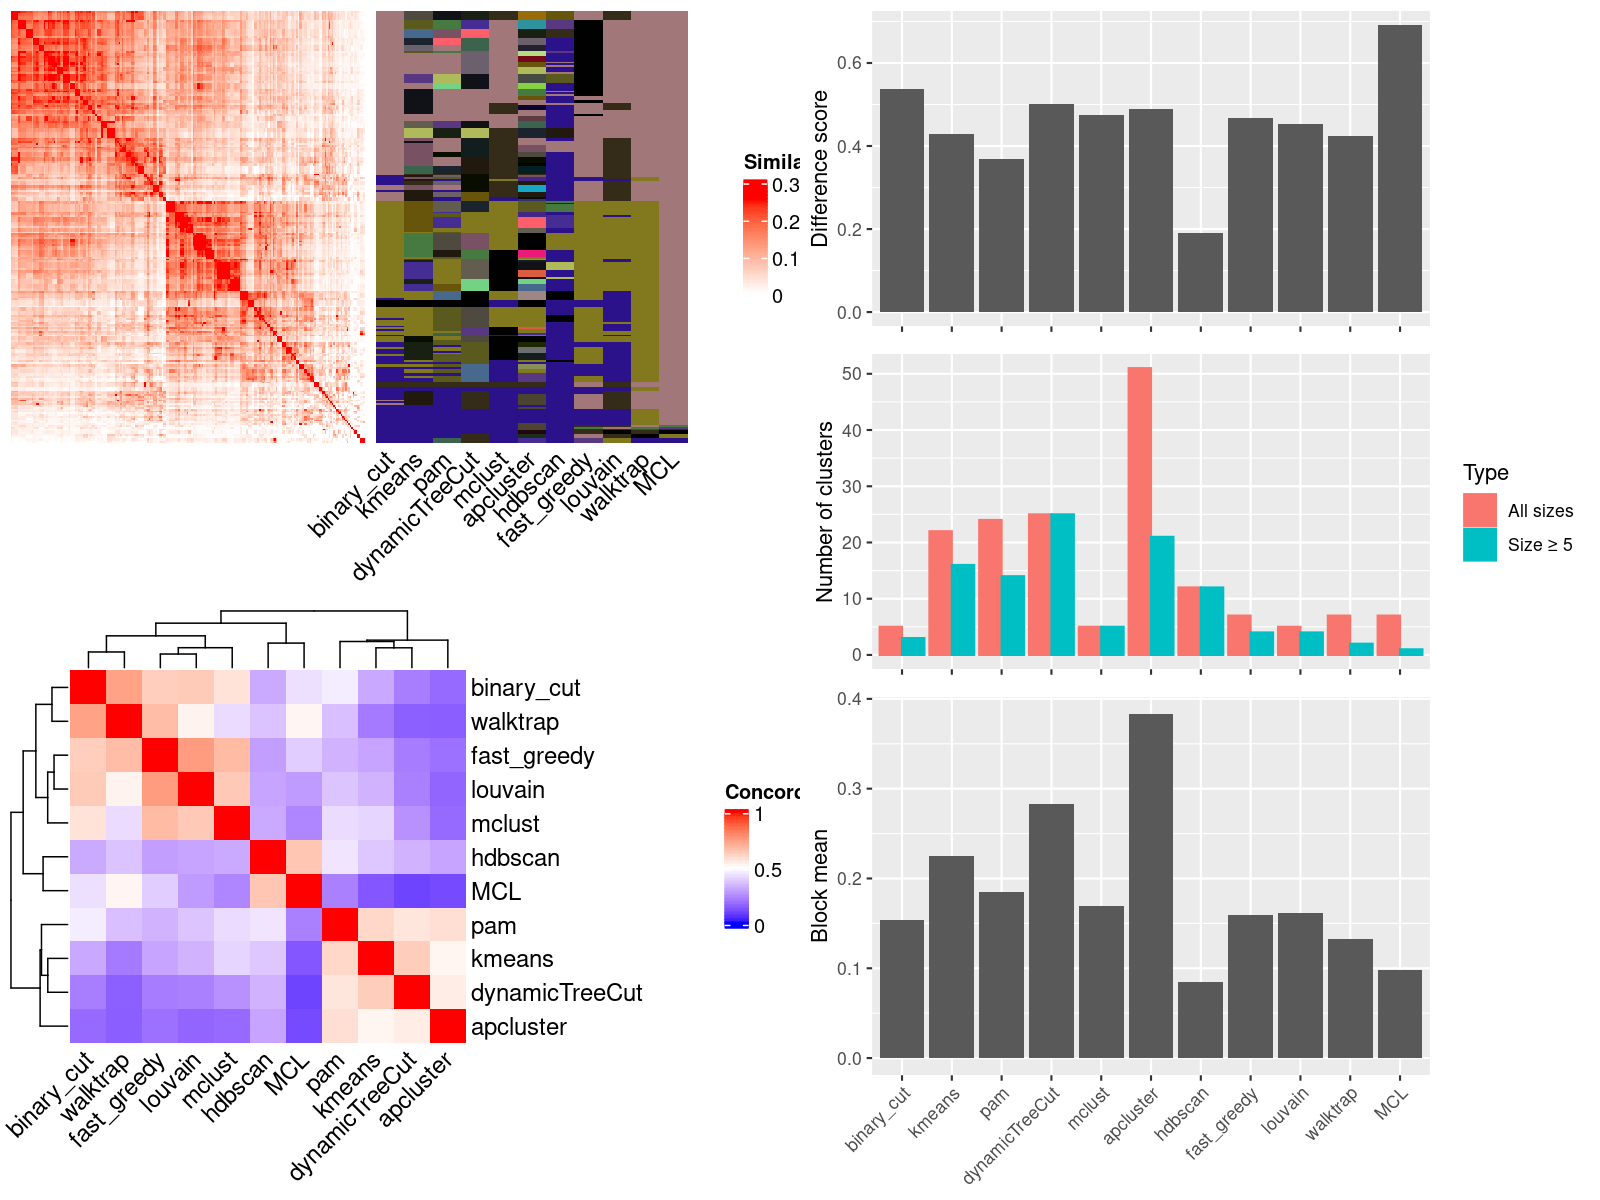 Simila
0.3
0.2
0.1
0
binary_cut
kmeans
pam
dynamicTreeCut
mclust
apcluster
hdbscan
fast_greedy
louvain
walktrap
MCL
binary_cut
walktrap
fast_greedy
louvain
mclust
hdbscan
MCL
pam
kmeans
dynamicTreeCut
apcluster
binary_cut
walktrap
fast_greedy
louvain
mclust
hdbscan
MCL
pam
kmeans
dynamicTreeCut
apcluster
Concord
1
0.5
0
Difference score
0.6
0.4
0.2
0.0
Number of clusters
50
40
30
20
10
0
Type
All sizes
Size ≥ 5
Block mean
0.4
0.3
0.2
0.1
0.0
binary_cut
kmeans
pam
dynamicTreeCut
mclust
apcluster
hdbscan
fast_greedy
louvain
walktrap
MCL